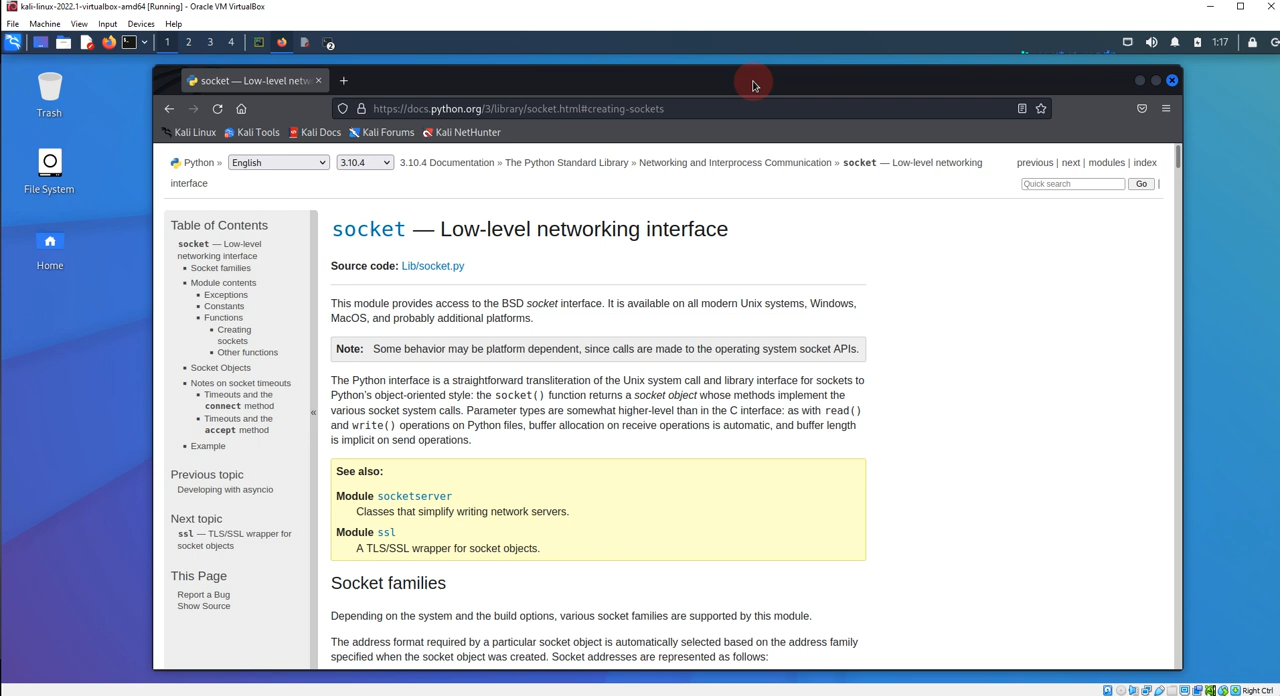 kali-linux-2022.1-virtualbox-amd64 [Running] - Oracle VM VirtualBox
File Machine View Input Devices Help
1 2 3 4 2 1:17
Trash
File System
Home
socket — Low-level netw
https://docs.python.org/3/library/socket.html#creating-sockets
Kali Linux Kali Tools Kali Docs Kali Forums Kali NetHunter
Python » English 3.10.4 3.10.4 Documentation » The Python Standard Library » Networking and Interprocess Communication » socket — Low-level networking interface
previous | next | modules | index
Quick search Go |
Table of Contents
socket — Low-level
networking interface
Socket families
Module contents
Exceptions
Constants
Functions
Creating
sockets
Other functions
Socket Objects
Notes on socket timeouts
Timeouts and the
connect method
Timeouts and the
accept method
Example
Previous topic
Developing with asyncio
Next topic
ssl — TLS/SSL wrapper for
socket objects
This Page
Report a Bug
Show Source
«
socket — Low-level networking interface
Source code: Lib/socket.py
This module provides access to the BSD socket interface. It is available on all modern Unix systems, Windows,
MacOS, and probably additional platforms.
Note: Some behavior may be platform dependent, since calls are made to the operating system socket APIs.
The Python interface is a straightforward transliteration of the Unix system call and library interface for sockets to
Python's object-oriented style: the socket() function returns a socket object whose methods implement the
various socket system calls. Parameter types are somewhat higher-level than in the C interface: as with read()
and write() operations on Python files, buffer allocation on receive operations is automatic, and buffer length
is implicit on send operations.
See also:
Module socketserver
Classes that simplify writing network servers.
Module ssl
A TLS/SSL wrapper for socket objects.
Socket families
Depending on the system and the build options, various socket families are supported by this module.
The address format required by a particular socket object is automatically selected based on the address family
specified when the socket object was created. Socket addresses are represented as follows:
Right Ctrl